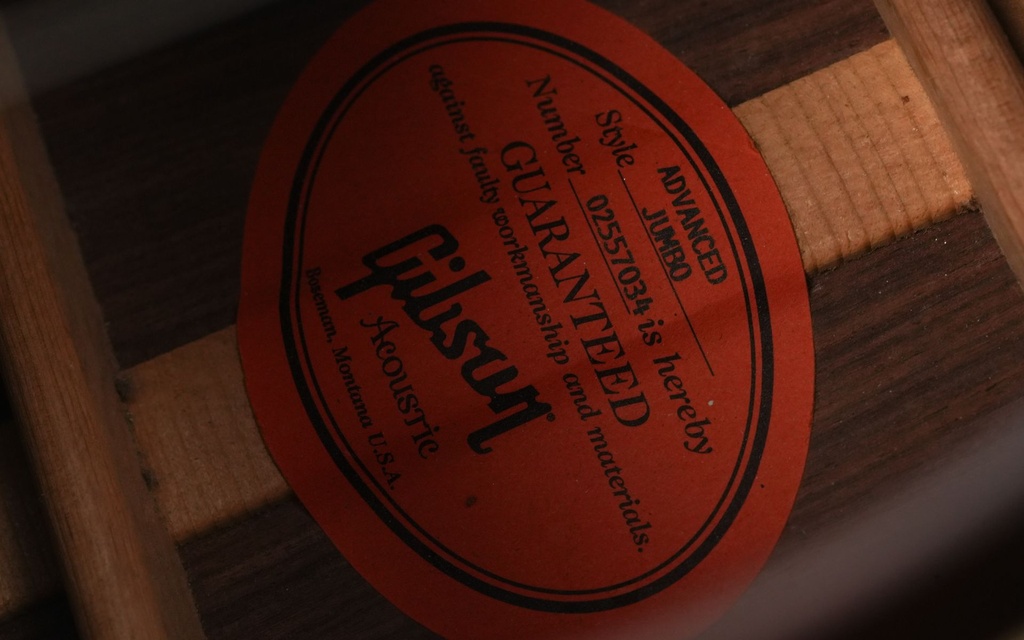 ADVANCED
Style JUMBO
Number 02557034 is hereby
GUARANTEED
against faulty workmanship and materials.
Gibson®
Acoustic
Bozeman, Montana U.S.A.